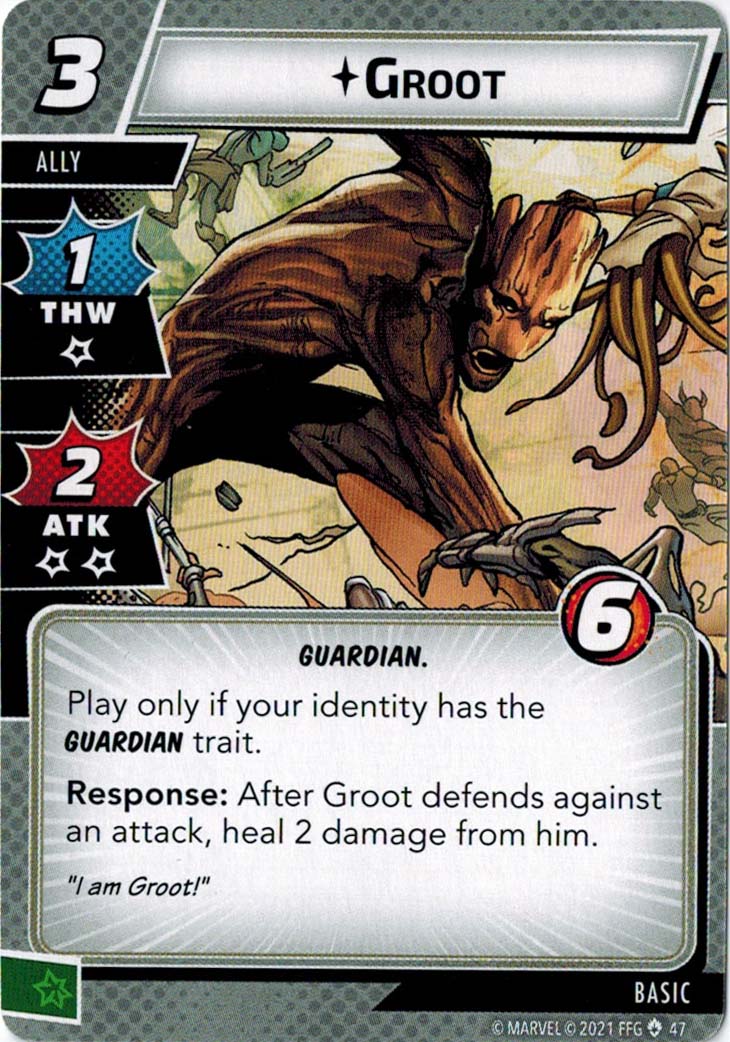 3
GROOT
ALLY
1
THW
2
ATK
6
GUARDIAN.
Play only if your identity has the
GUARDIAN trait.
Response: After Groot defends against
an attack, heal 2 damage from him.
"I am Groot!"
BASIC
© MARVEL © 2021 FFG 47